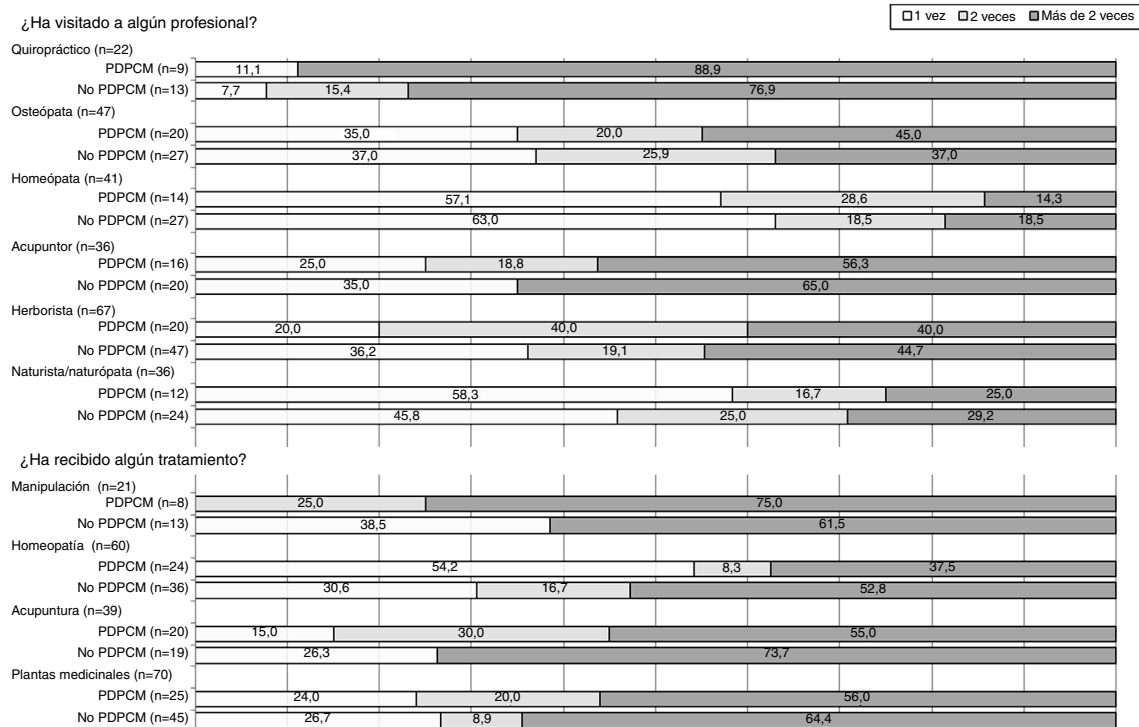 ¿Ha visitado a algún profesional?
1 vez 2 veces Más de 2 veces
Quiropráctico (n=22)
PDPCM (n=9) 11,1 88,9
No PDPCM (n=13) 7,7 15,4 76,9
Osteópata (n=47)
PDPCM (n=20) 35,0 20,0 45,0
No PDPCM (n=27) 37,0 25,9 37,0
Homeópata (n=41)
PDPCM (n=14) 57,1 28,6 14,3
No PDPCM (n=27) 63,0 18,5 18,5
Acupuntor (n=36)
PDPCM (n=16) 25,0 18,8 56,3
No PDPCM (n=20) 35,0 65,0
Herborista (n=67)
PDPCM (n=20) 20,0 40,0 40,0
No PDPCM (n=47) 36,2 19,1 44,7
Naturista/naturópata (n=36)
PDPCM (n=12) 58,3 16,7 25,0
No PDPCM (n=24) 45,8 25,0 29,2
¿Ha recibido algún tratamiento?
Manipulación (n=21)
PDPCM (n=8) 25,0 75,0
No PDPCM (n=13) 38,5 61,5
Homeopatía (n=60)
PDPCM (n=24) 54,2 8,3 37,5
No PDPCM (n=36) 30,6 16,7 52,8
Acupuntura (n=39)
PDPCM (n=20) 15,0 30,0 55,0
No PDPCM (n=19) 26,3 73,7
Plantas medicinales (n=70)
PDPCM (n=25) 24,0 20,0 56,0
No PDPCM (n=45) 26,7 8,9 64,4